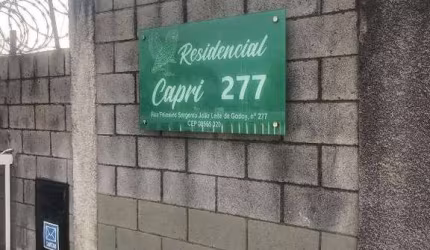 Residencial
Capri 277
Rua Primeiro Sargento João Leite de Godoy, nº 277
CEP